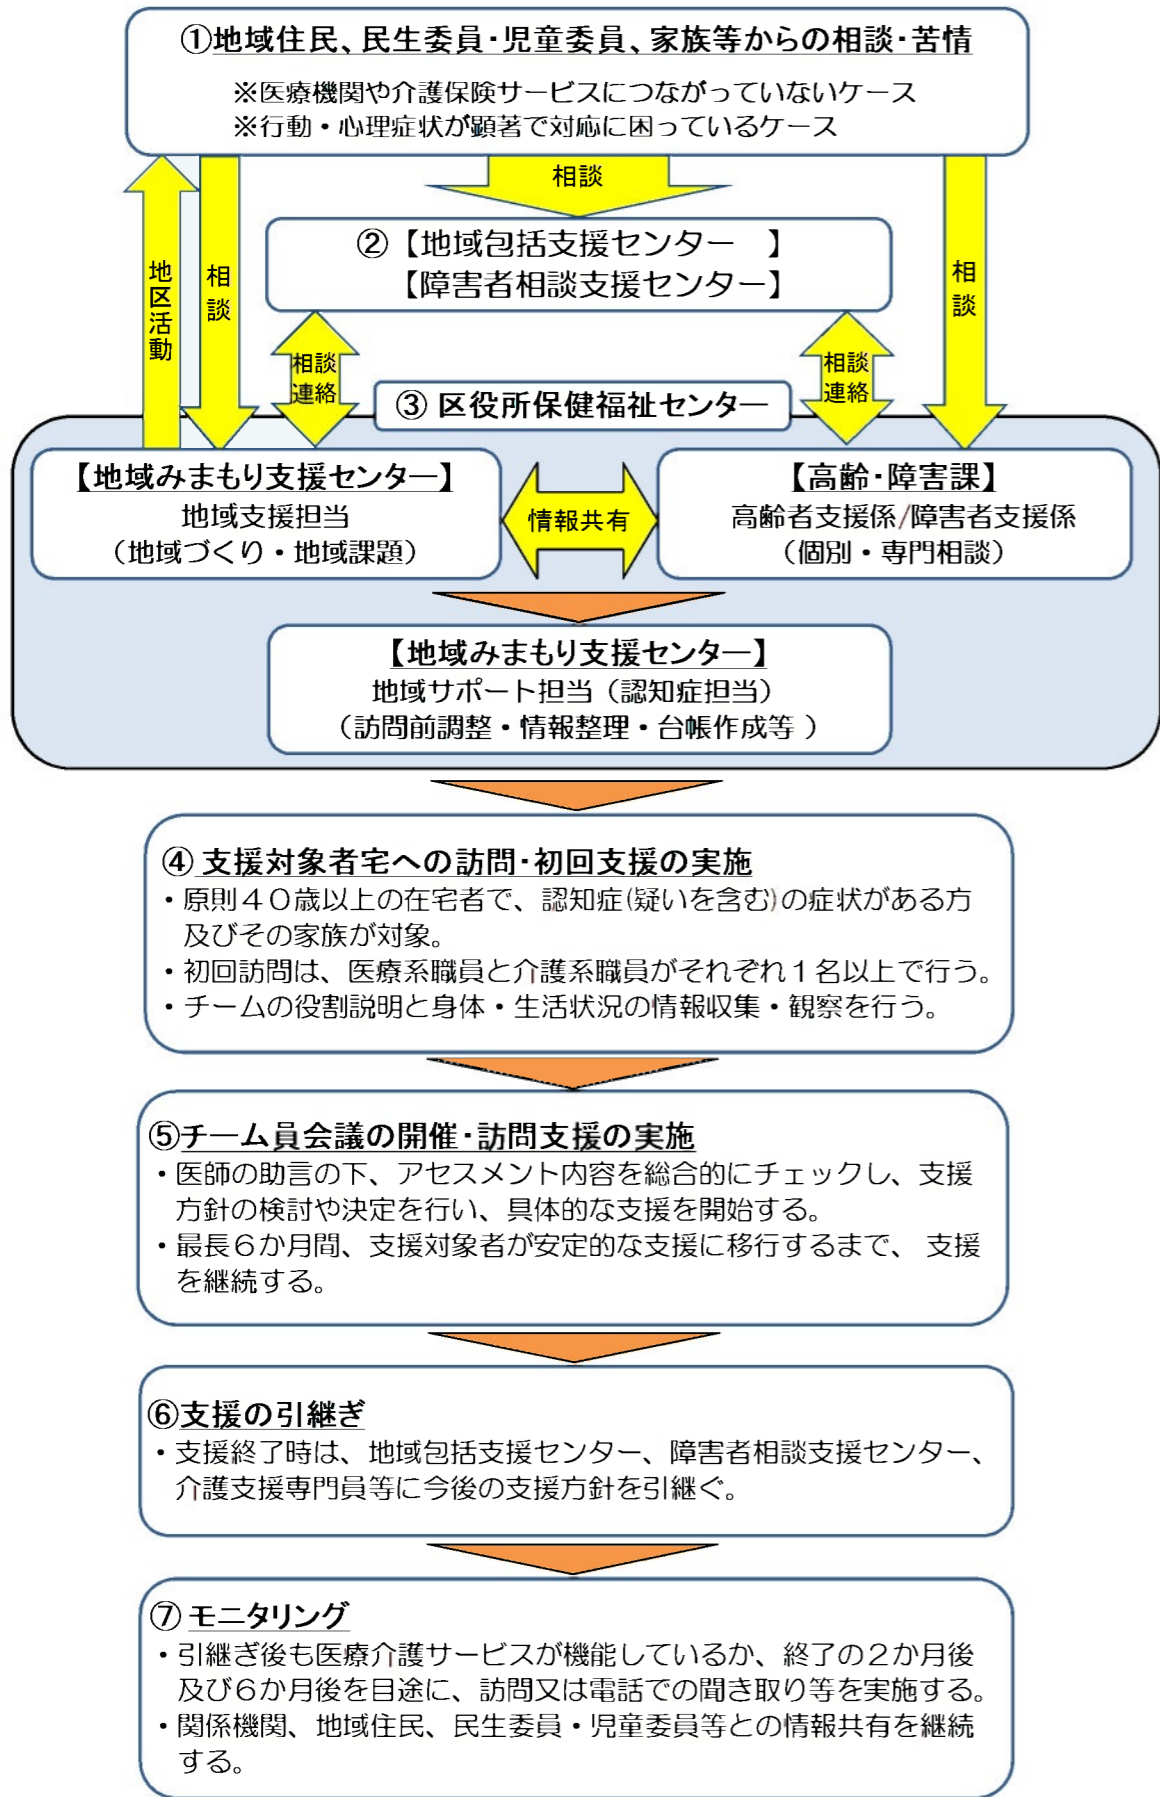 ①地域住民、民生委員・児童委員、家族等からの相談・苦情
※医療機関や介護保険サービスにつながっていないケース
※行動・心理症状が顕著で対応に困っているケース
相談
②【地域包括支援センター　】
【障害者相談支援センター】
地区活動
相談
相談
相談
連絡
相談
連絡
③ 区役所保健福祉センター
【地域みまもり支援センター】
地域支援担当
（地域づくり・地域課題）
情報共有
【高齢・障害課】
高齢者支援係/障害者支援係
（個別・専門相談）
【地域みまもり支援センター】
地域サポート担当（認知症担当）
（訪問前調整・情報整理・台帳作成等 ）
④ 支援対象者宅への訪問・初回支援の実施
・原則４０歳以上の在宅者で、認知症(疑いを含む)の症状がある方
及びその家族が対象。
・初回訪問は、医療系職員と介護系職員がそれぞれ１名以上で行う。
・チームの役割説明と身体・生活状況の情報収集・観察を行う。
⑤チーム員会議の開催・訪問支援の実施
・医師の助言の下、アセスメント内容を総合的にチェックし、支援
方針の検討や決定を行い、具体的な支援を開始する。
・最長６か月間、支援対象者が安定的な支援に移行するまで、 支援
を継続する。
⑥支援の引継ぎ
・支援終了時は、地域包括支援センター、障害者相談支援センター、
介護支援専門員等に今後の支援方針を引継ぐ。
⑦ モニタリング
・引継ぎ後も医療介護サービスが機能しているか、終了の２か月後
及び６か月後を目途に、訪問又は電話での聞き取り等を実施する。
・関係機関、地域住民、民生委員・児童委員等との情報共有を継続
する。